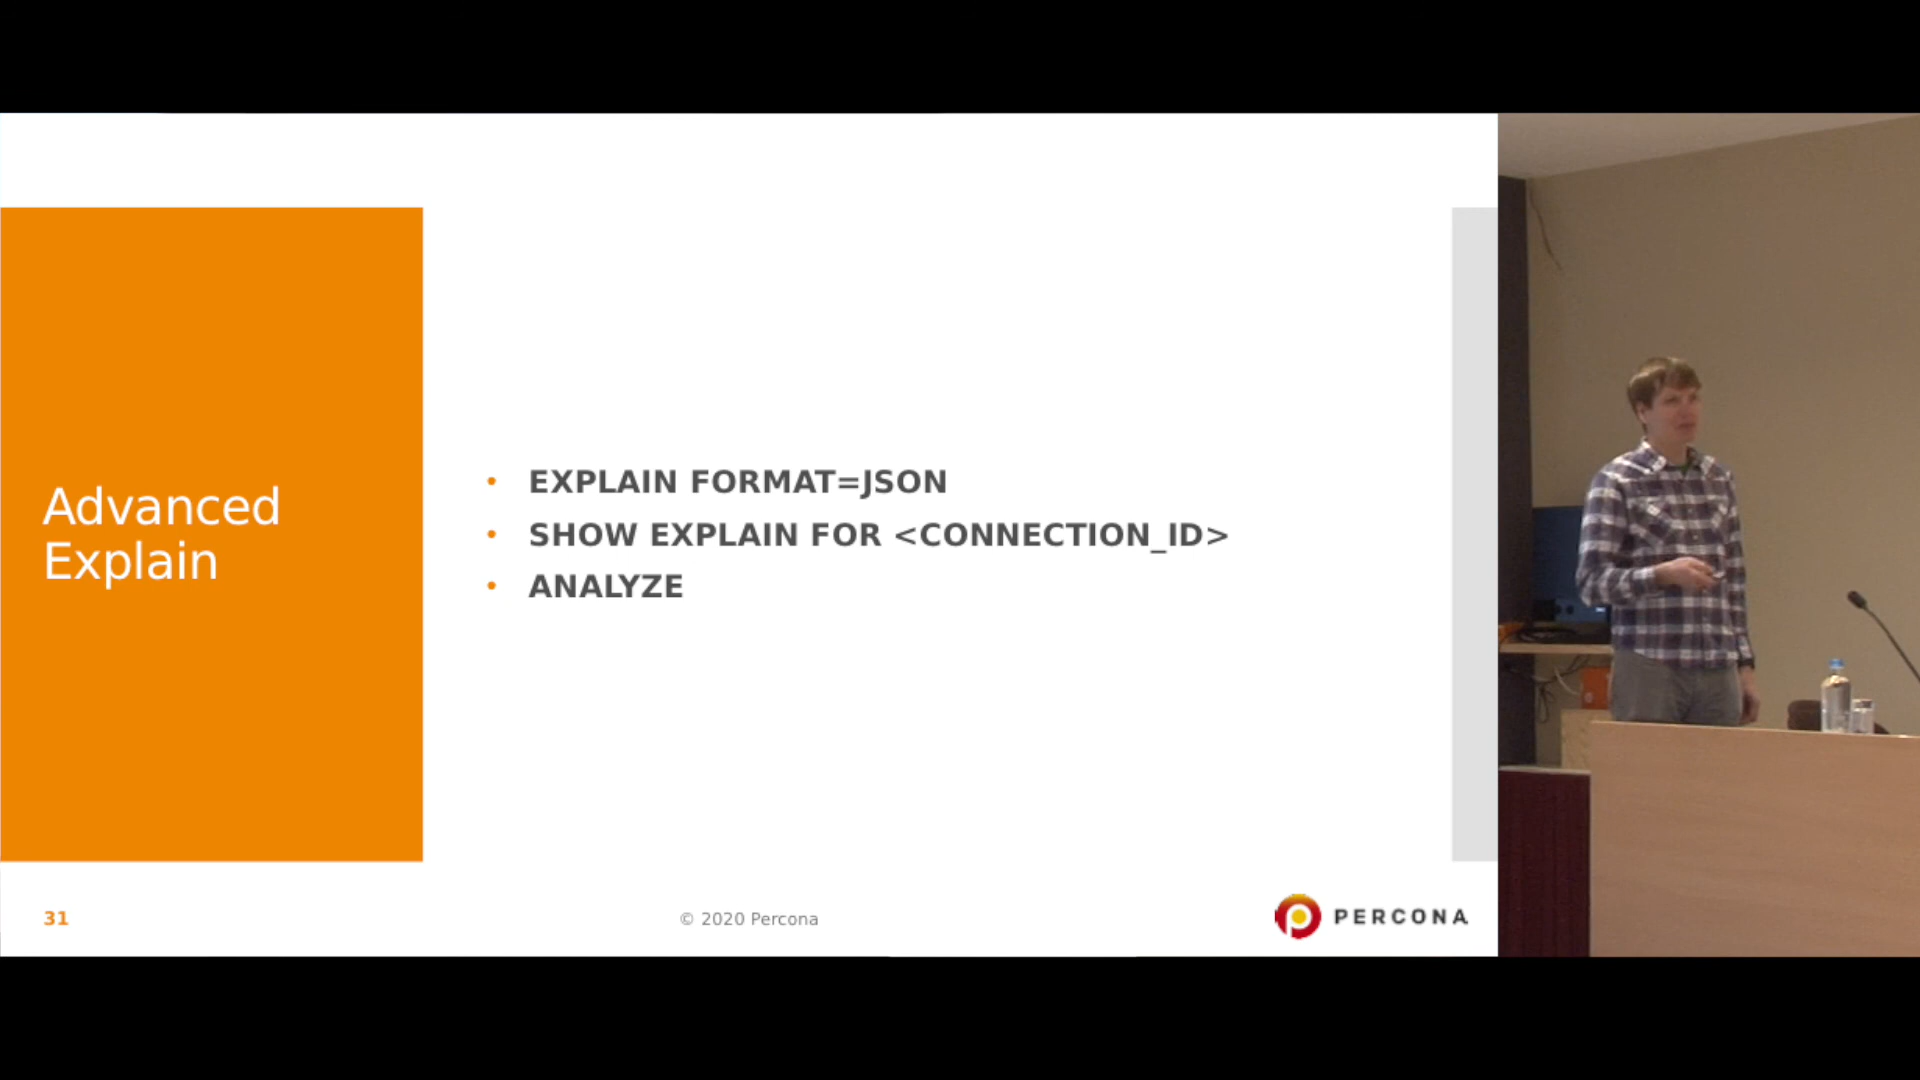 Advanced
Explain
• EXPLAIN FORMAT=JSON
• SHOW EXPLAIN FOR <CONNECTION_ID>
• ANALYZE
31
© 2020 Percona
PERCONA